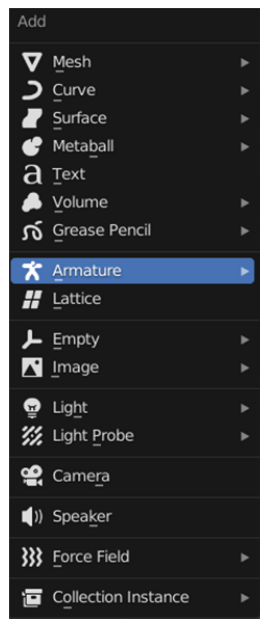 Add
Mesh
Curve
Surface
Metaball
Text
Volume
Grease Pencil
Armature
Lattice
Empty
Image
Light
Light Probe
Camera
Speaker
Force Field
Collection Instance